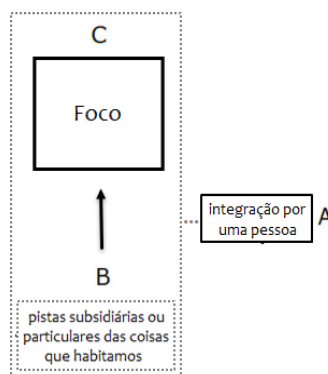 C
Foco
integração por
uma pessoa
A
B
pistas subsidiárias ou
particulares das coisas
que habitamos